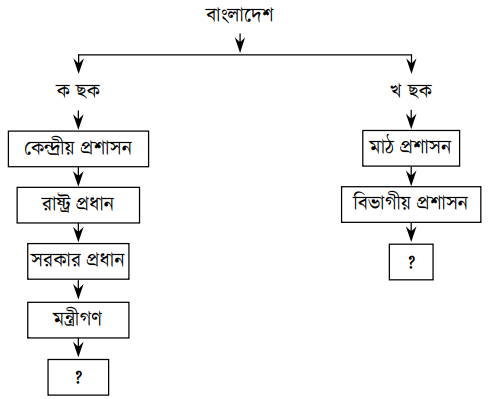 বাংলাদেশ
ক ছক
খ ছক
কেন্দ্রীয় প্রশাসন
মাঠ প্রশাসন
রাষ্ট্র প্রধান
বিভাগীয় প্রশাসন
সরকার প্রধান
?
মন্ত্রীগণ
?